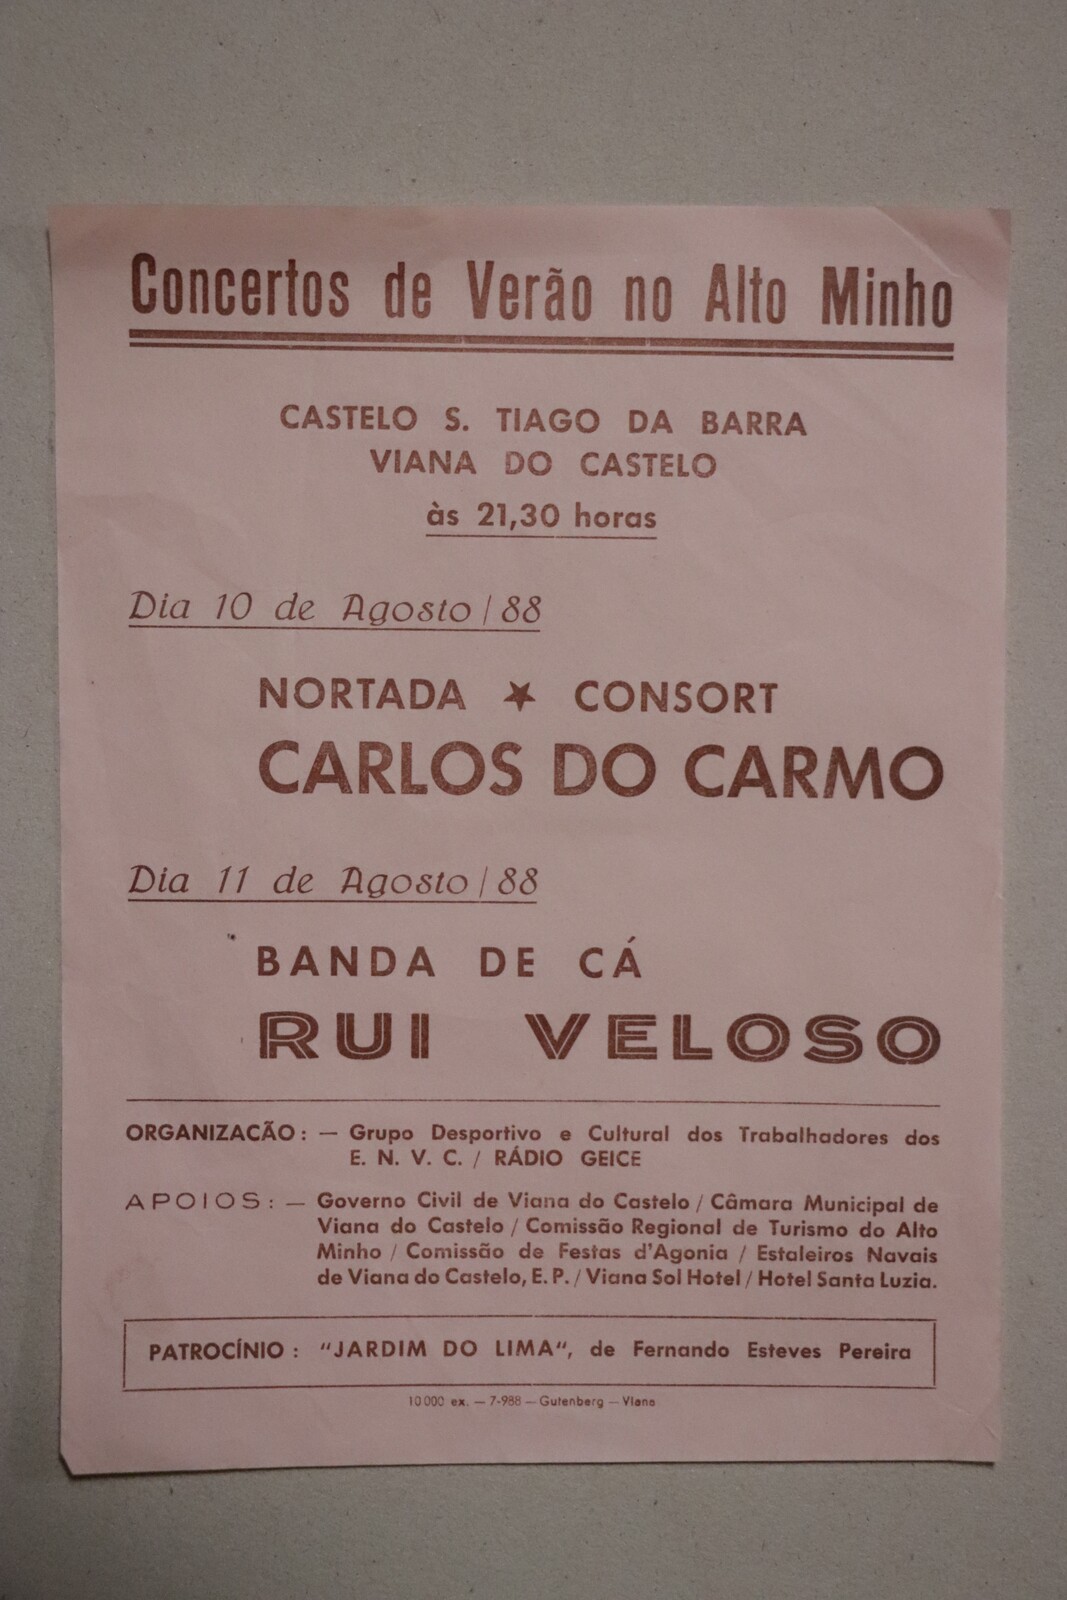 Concertos de Verão no Alto Minho
CASTELO S. TIAGO DA BARRA
VIANA DO CASTELO
às 21,30 horas
Dia 10 de Agosto / 88
NORTADA ★ CONSORT
CARLOS DO CARMO
Dia 11 de Agosto / 88
BANDA DE CÁ
RUI VELOSO
ORGANIZACÃO : — Grupo Desportivo e Cultural dos Trabalhadores dos
E. N. V. C. / RÁDIO GEICE
APOIOS : — Governo Civil de Viana do Castelo / Câmara Municipal de
Viana do Castelo / Comissão Regional de Turismo do Alto
Minho / Comissão de Festas d'Agonia / Estaleiros Navais
de Viana do Castelo, E. P. / Viana Sol Hotel / Hotel Santa Luzia.
PATROCÍNIO : "JARDIM DO LIMA", de Fernando Esteves Pereira
10 000 ex. — 7-988 — Gutenberg — Viana